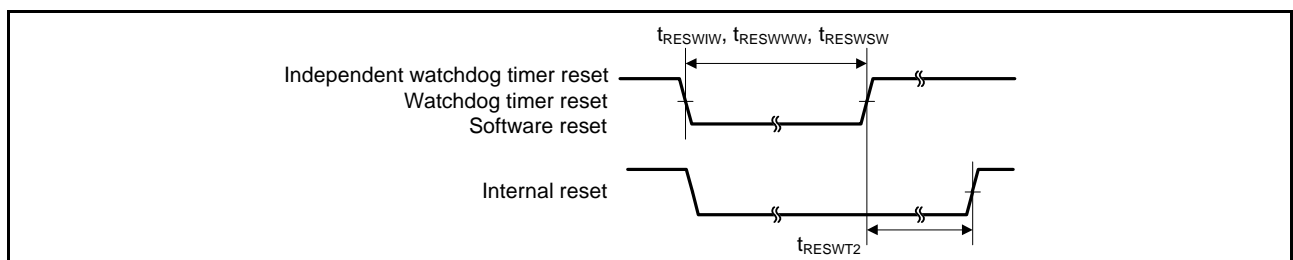 tRESWIW, tRESWWW, tRESWSW
Independent watchdog timer reset
Watchdog timer reset
Software reset
Internal reset
tRESWT2